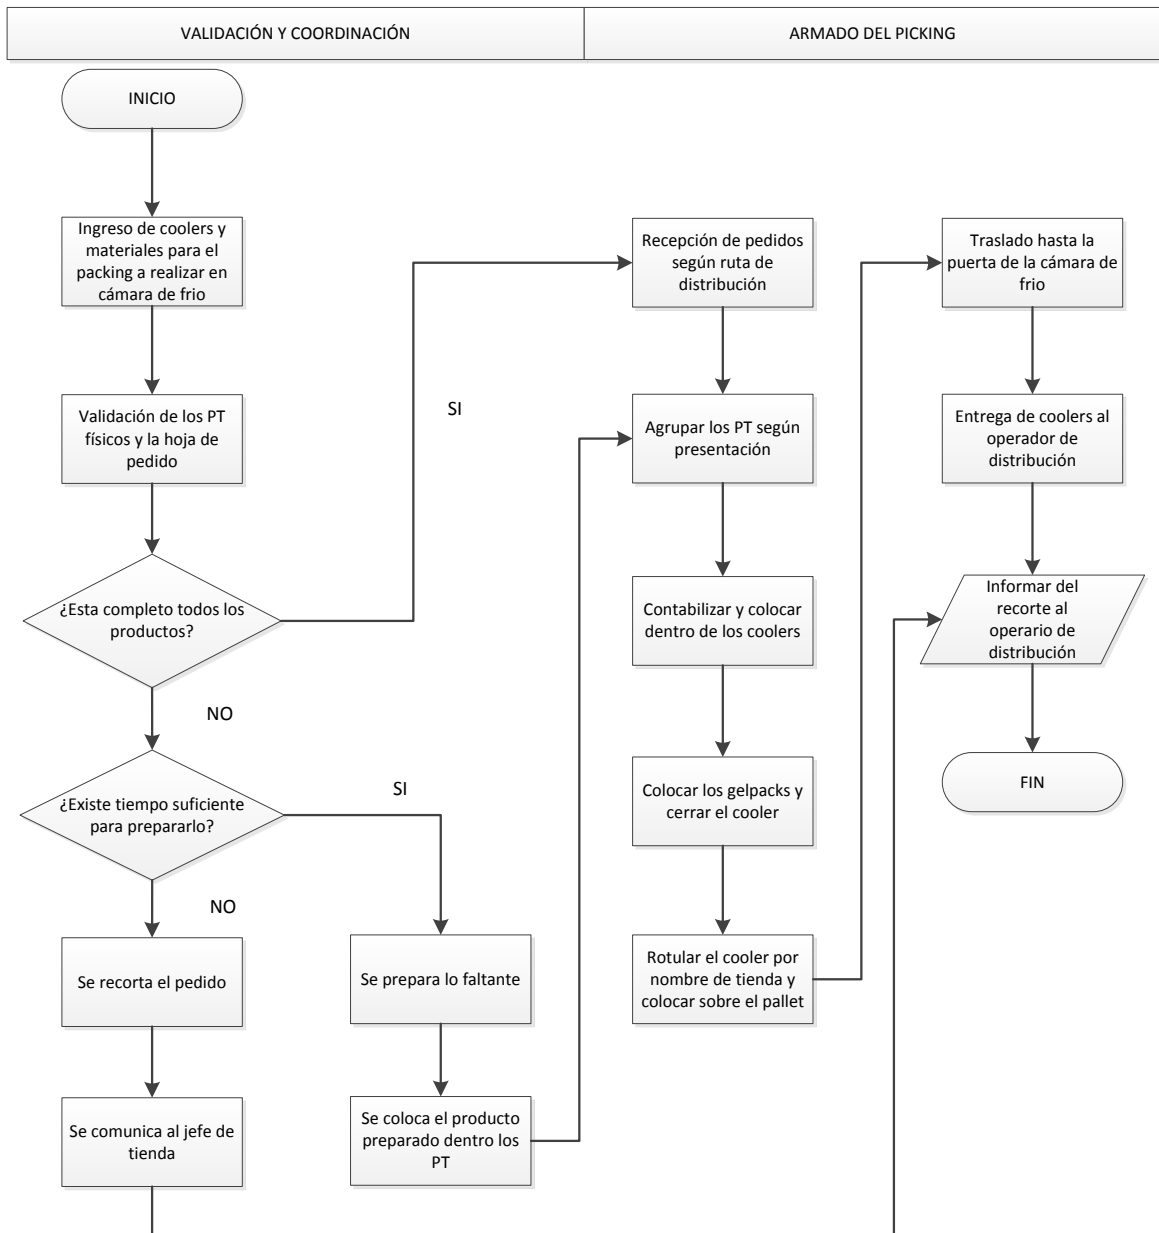 VALIDACIÓN Y COORDINACIÓN
ARMADO DEL PICKING
INICIO
Ingreso de coolers y
materiales para el
packing a realizar en
cámara de frio
Validación de los PT
físicos y la hoja de
pedido
¿Esta completo todos los
productos?
SI
NO
¿Existe tiempo suficiente
para prepararlo?
SI
NO
Se recorta el pedido
Se comunica al jefe de
tienda
Se prepara lo faltante
Se coloca el producto
preparado dentro los
PT
Recepción de pedidos
según ruta de
distribución
Agrupar los PT según
presentación
Contabilizar y colocar
dentro de los coolers
Colocar los gelpacks y
cerrar el cooler
Rotular el cooler por
nombre de tienda y
colocar sobre el pallet
Traslado hasta la
puerta de la cámara de
frio
Entrega de coolers al
operador de
distribución
Informar del
recorte al
operario de
distribución
FIN